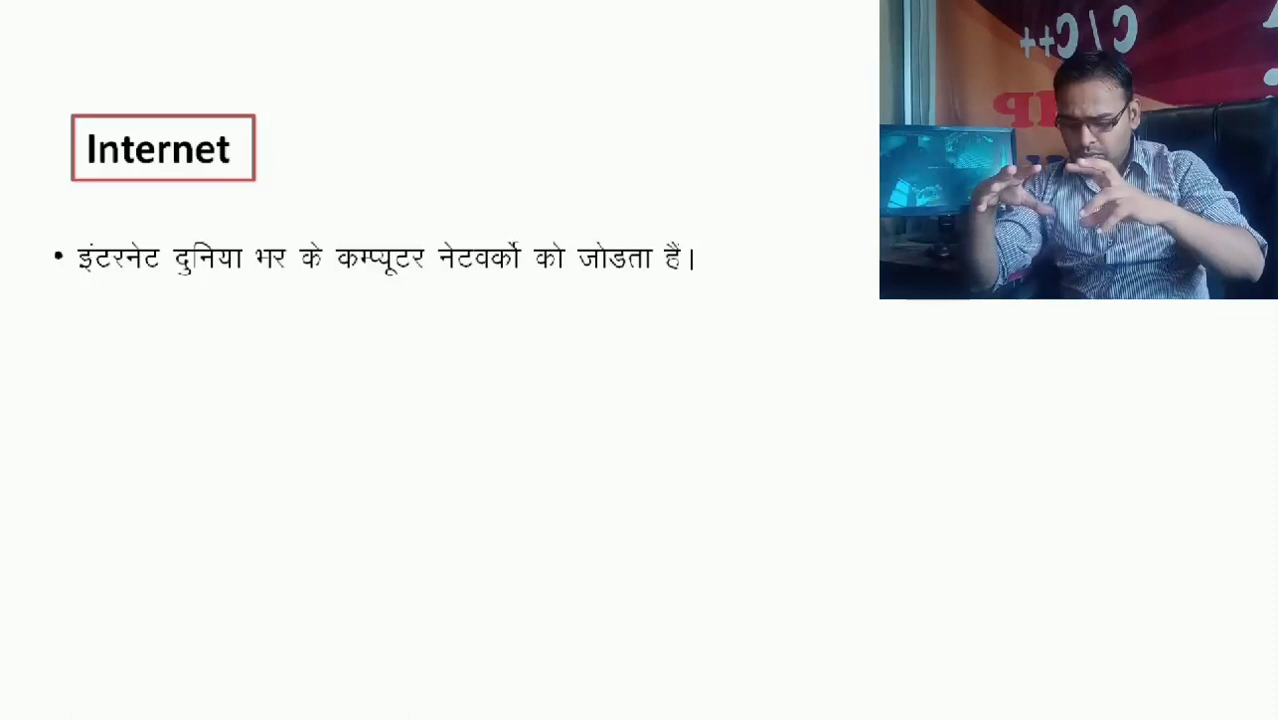 Internet
• इंटरनेट दुनिया भर के कम्प्यूटर नेटवर्को को जोडता हैं।
C / C++